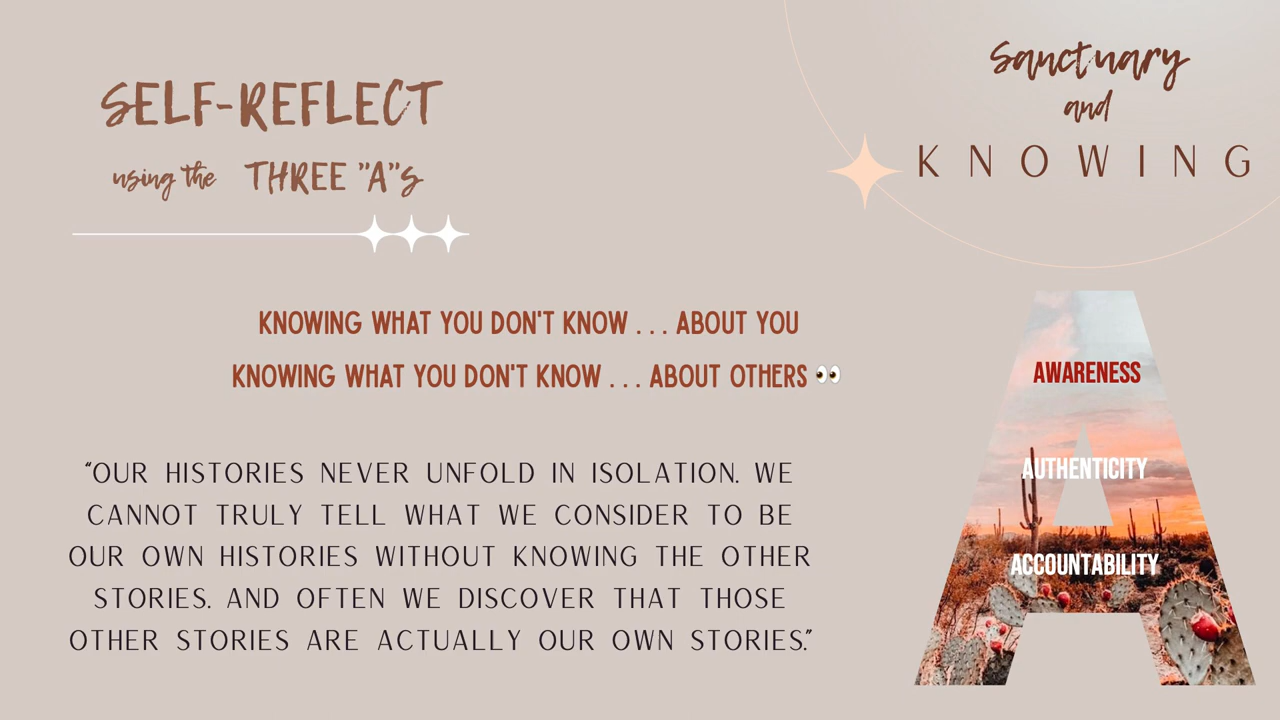 SELF-REFLECT
using the THREE "A"s
Sanctuary
and
KNOWING
KNOWING WHAT YOU DON'T KNOW . . . ABOUT YOU
KNOWING WHAT YOU DON'T KNOW . . . ABOUT OTHERS 👀
"OUR HISTORIES NEVER UNFOLD IN ISOLATION. WE
CANNOT TRULY TELL WHAT WE CONSIDER TO BE
OUR OWN HISTORIES WITHOUT KNOWING THE OTHER
STORIES. AND OFTEN WE DISCOVER THAT THOSE
OTHER STORIES ARE ACTUALLY OUR OWN STORIES."
AWARENESS
AUTHENTICITY
ACCOUNTABILITY